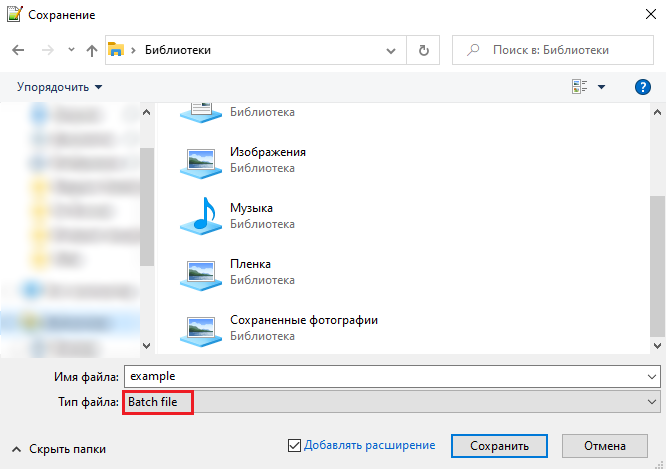 Сохранение
Библиотеки
Поиск в: Библиотеки
Упорядочить
?
Библиотека
Изображения
Библиотека
Музыка
Библиотека
Пленка
Библиотека
Сохраненные фотографии
Библиотека
Имя файла: example
Тип файла: Batch file
Скрыть папки
Добавлять расширение
Сохранить
Отмена